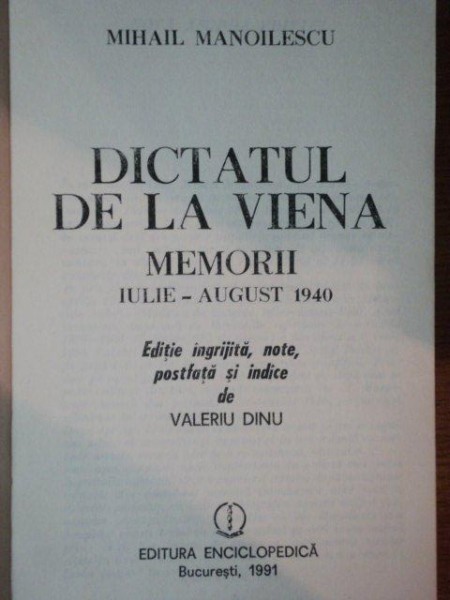 MIHAIL MANOILESCU
DICTATUL
DE LA VIENA
MEMORII
IULIE - AUGUST 1940
Ediție îngrijită, note,
postfață și indice
de
VALERIU DINU
EDITURA ENCICLOPEDICĂ
București, 1991